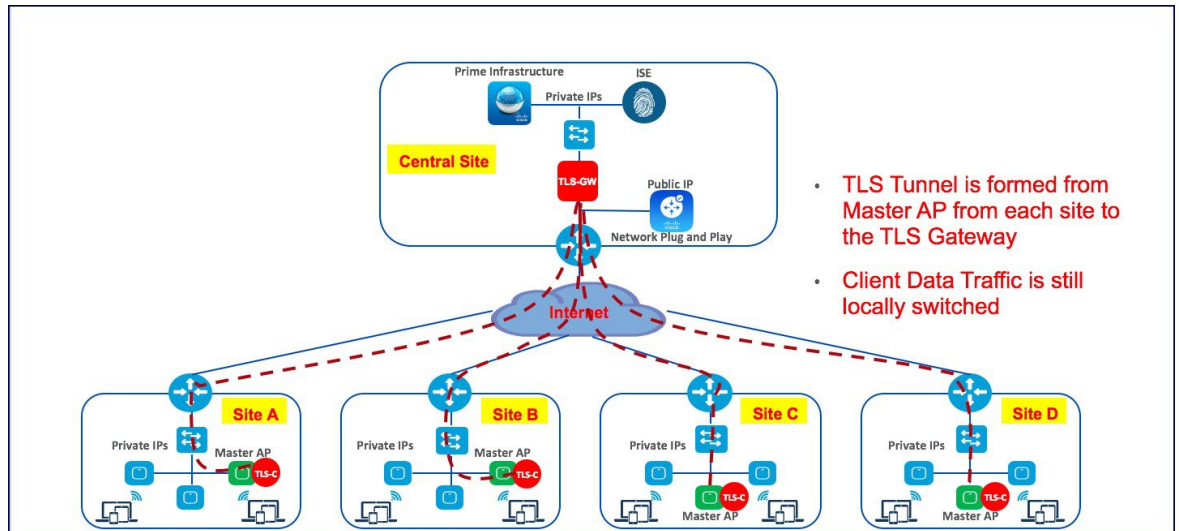 Prime Infrastructure
ISE
Private IPs
CISCO
Central Site
TLS-GW
Public IP
Network Plug and Play
• TLS Tunnel is formed from
Master AP from each site to
the TLS Gateway
• Client Data Traffic is still
locally switched
Internet
Site A
Private IPs
Master AP
TLS-C
Site B
Private IPs
Master AP
TLS-C
Site C
Private IPs
TLS-C
Master AP
Site D
Private IPs
TLS-C
Master AP